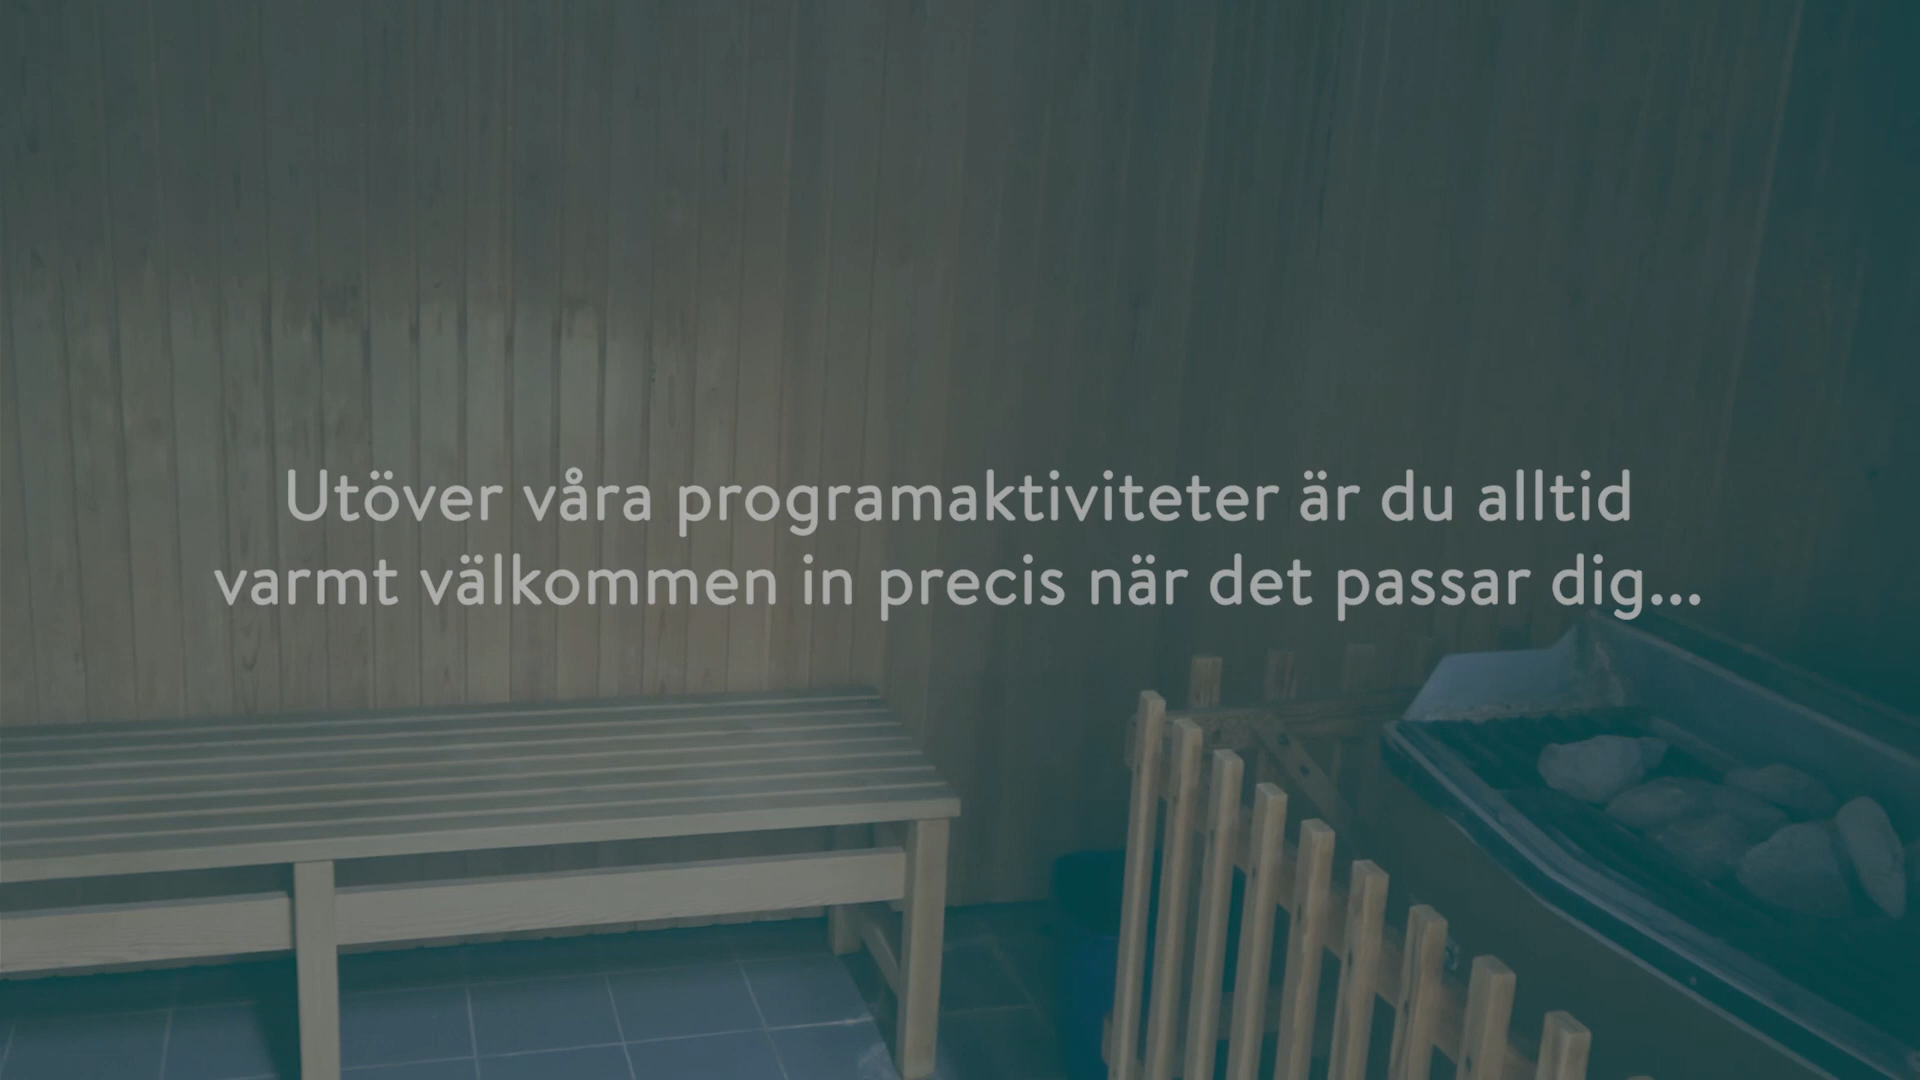 Utöver våra programaktiviteter är du alltid
varmt välkommen in precis när det passar dig...